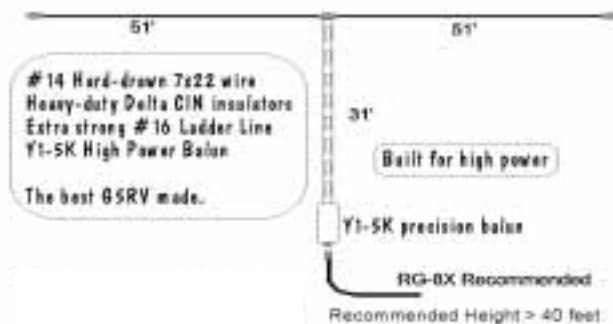 51' 51'
#14 Hard-drawn 7x22 wire
Heavy-duty Delta CIN insulators
Extra strong #16 Ladder Line
Y1-5K High Power Balun
The best G5RV made.
31'
Built for high power
Y1-5K precision balun
RG-8X Recommended
Recommended Height > 40 feet